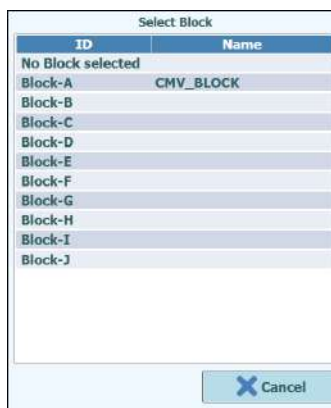 Select Block
ID Name
No Block selected
Block-A CMV_BLOCK
Block-B
Block-C
Block-D
Block-E
Block-F
Block-G
Block-H
Block-I
Block-J
Cancel